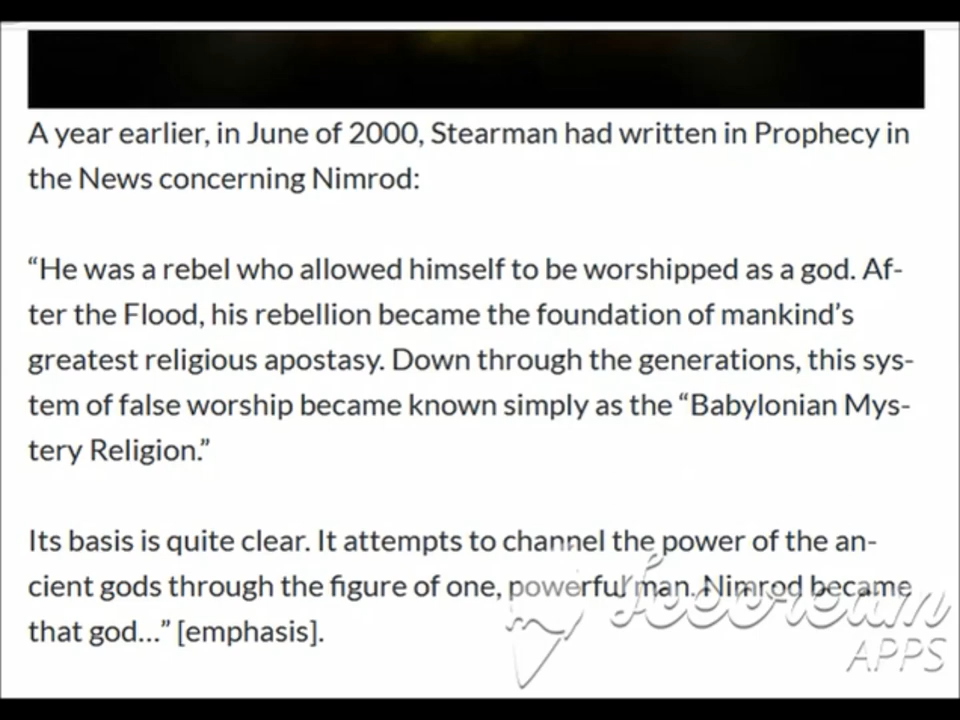 A year earlier, in June of 2000, Stearman had written in Prophecy in
the News concerning Nimrod:
“He was a rebel who allowed himself to be worshipped as a god. Af-
ter the Flood, his rebellion became the foundation of mankind’s
greatest religious apostasy. Down through the generations, this sys-
tem of false worship became known simply as the “Babylonian Mys-
tery Religion.”
Its basis is quite clear. It attempts to channel the power of the an-
cient gods through the figure of one, powerful man. Nimrod became
that god…” [emphasis].
Icecream
APPS